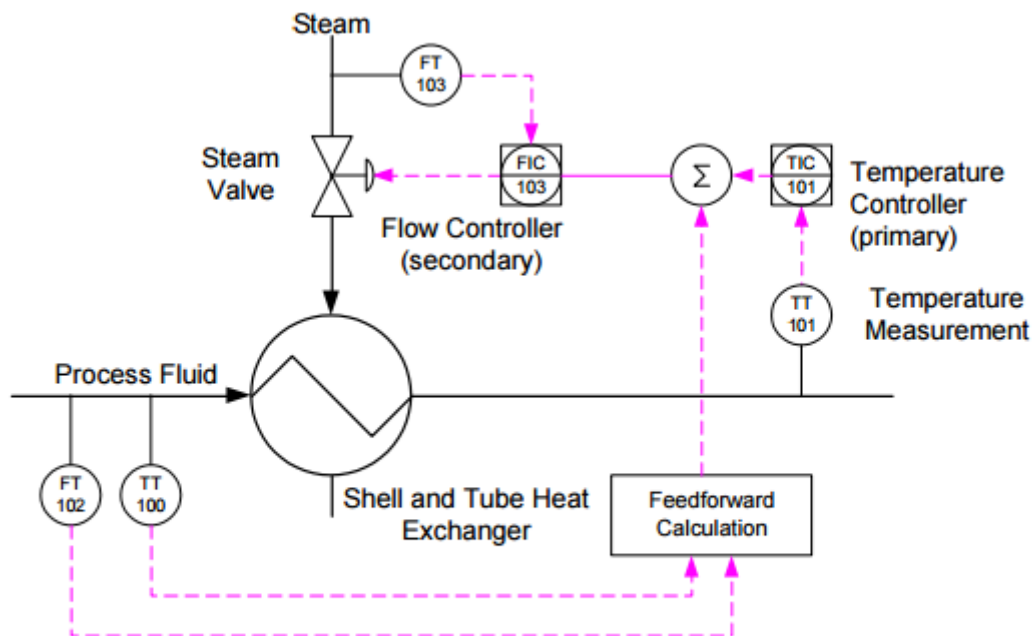 Steam
FT
103
Steam
Valve
FIC
103
Σ
TIC
101
Temperature
Controller
(primary)
Flow Controller
(secondary)
TT
101
Temperature
Measurement
Process Fluid
FT
102
TT
100
Shell and Tube Heat
Exchanger
Feedforward
Calculation